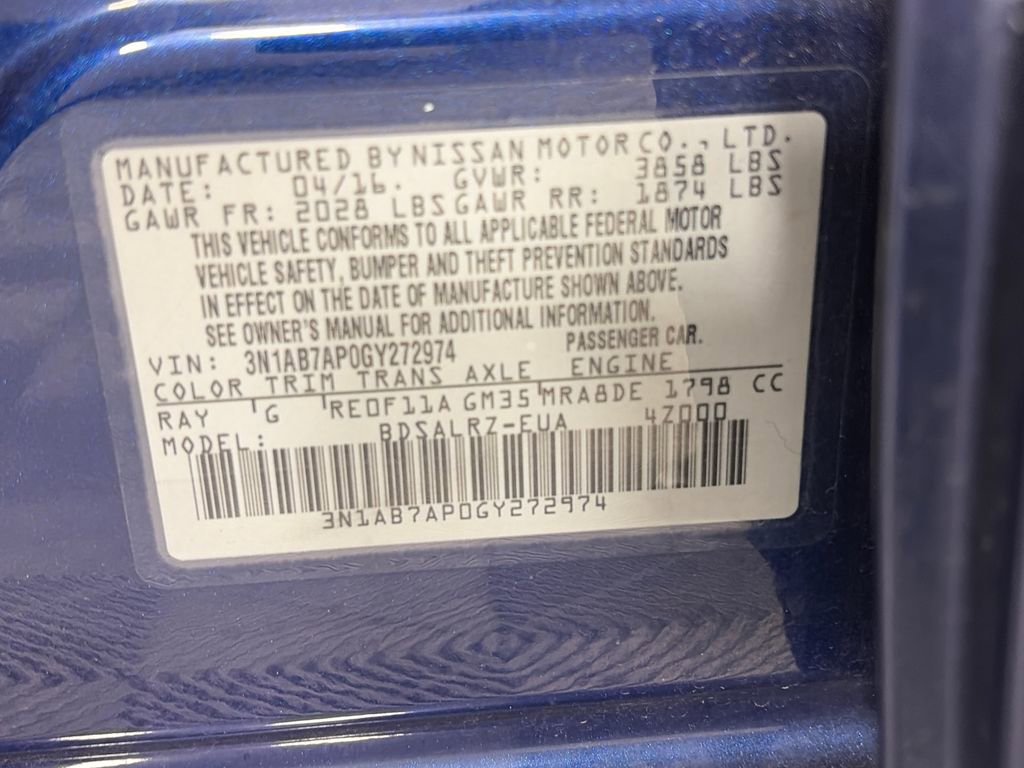 MANUFACTURED BY NISSAN MOTOR CO., LTD.
DATE: 04/16. GVWR: 3858 LBS
GAWR FR: 2028 LBS GAWR RR: 1874 LBS
THIS VEHICLE CONFORMS TO ALL APPLICABLE FEDERAL MOTOR
VEHICLE SAFETY, BUMPER AND THEFT PREVENTION STANDARDS
IN EFFECT ON THE DATE OF MANUFACTURE SHOWN ABOVE.
SEE OWNER'S MANUAL FOR ADDITIONAL INFORMATION.
VIN: 3N1AB7AP0GY272974 PASSENGER CAR.
COLOR TRIM TRANS AXLE ENGINE
RAY G RE0F11A GM35 MRA8DE 1798 CC
MODEL: BDSALRZ-EUA 4Z000
3N1AB7AP0GY272974